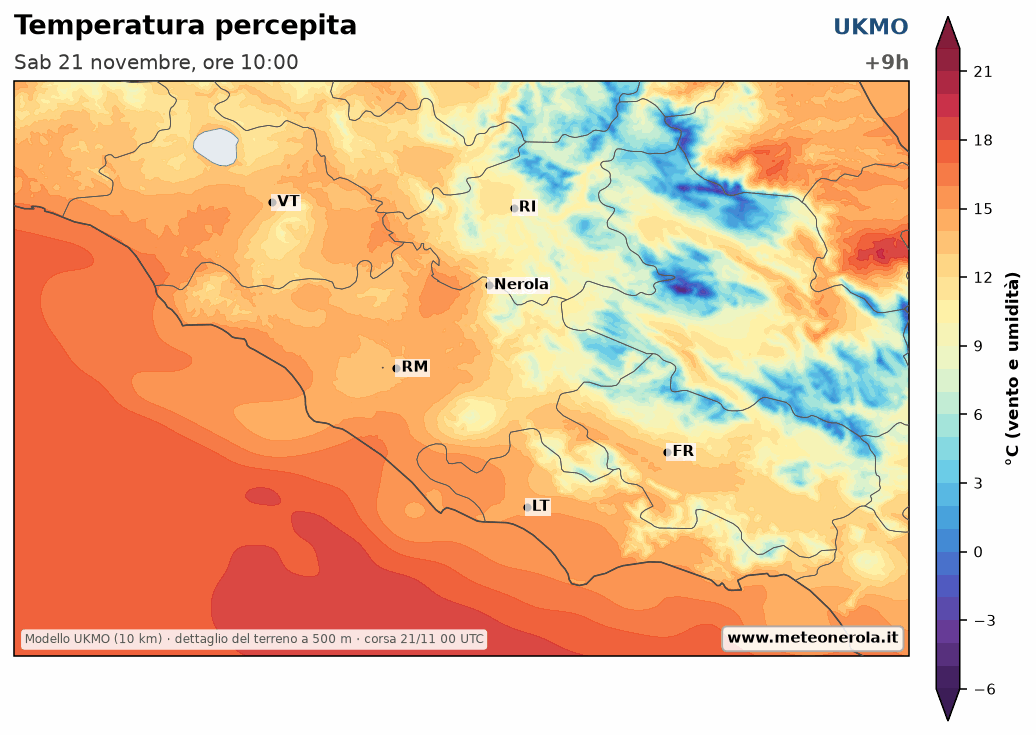 Temperatura percepita
UKMO
Sab 21 novembre, ore 10:00
+9h
VT
RI
Nerola
RM
FR
LT
Modello UKMO (10 km) · dettaglio del terreno a 500 m · corsa 21/11 00 UTC
www.meteonerola.it
21
18
15
12
9
6
3
0
−3
−6
°C (vento e umidità)